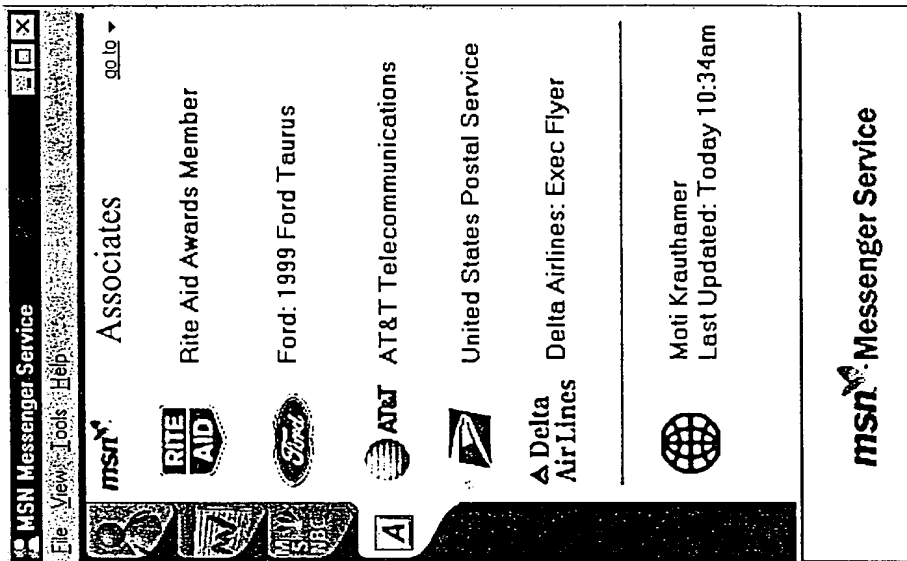 MSN Messenger Service
File View Tools Help
msn
Associates
go to
RITE AID
Rite Aid Awards Member
Ford
Ford: 1999 Ford Taurus
AT&T
AT&T Telecommunications
United States Postal Service
Delta
Air Lines
Delta Airlines: Exec Flyer
MSNBC
A
Moti Krauthamer
Last Updated: Today 10:34am
msn Messenger Service